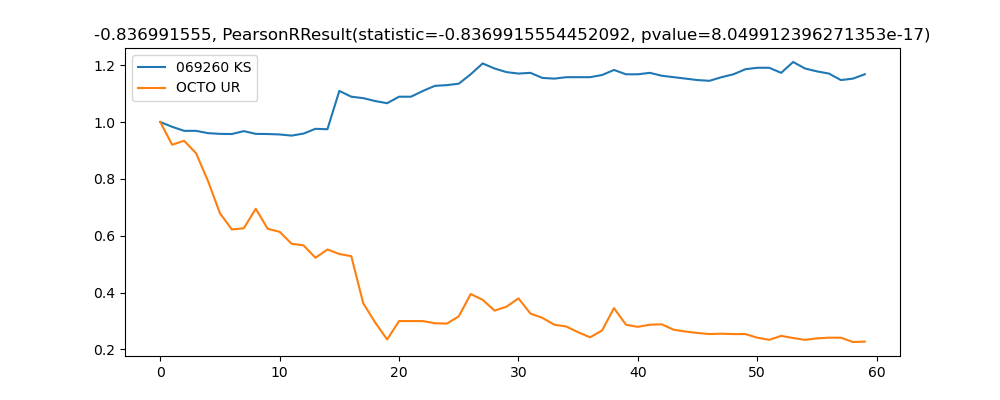 -0.836991555, PearsonRResult(statistic=-0.8369915554452092, pvalue=8.049912396271353e-17)
069260 KS
OCTO UR
1.2
1.0
0.8
0.6
0.4
0.2
0 10 20 30 40 50 60